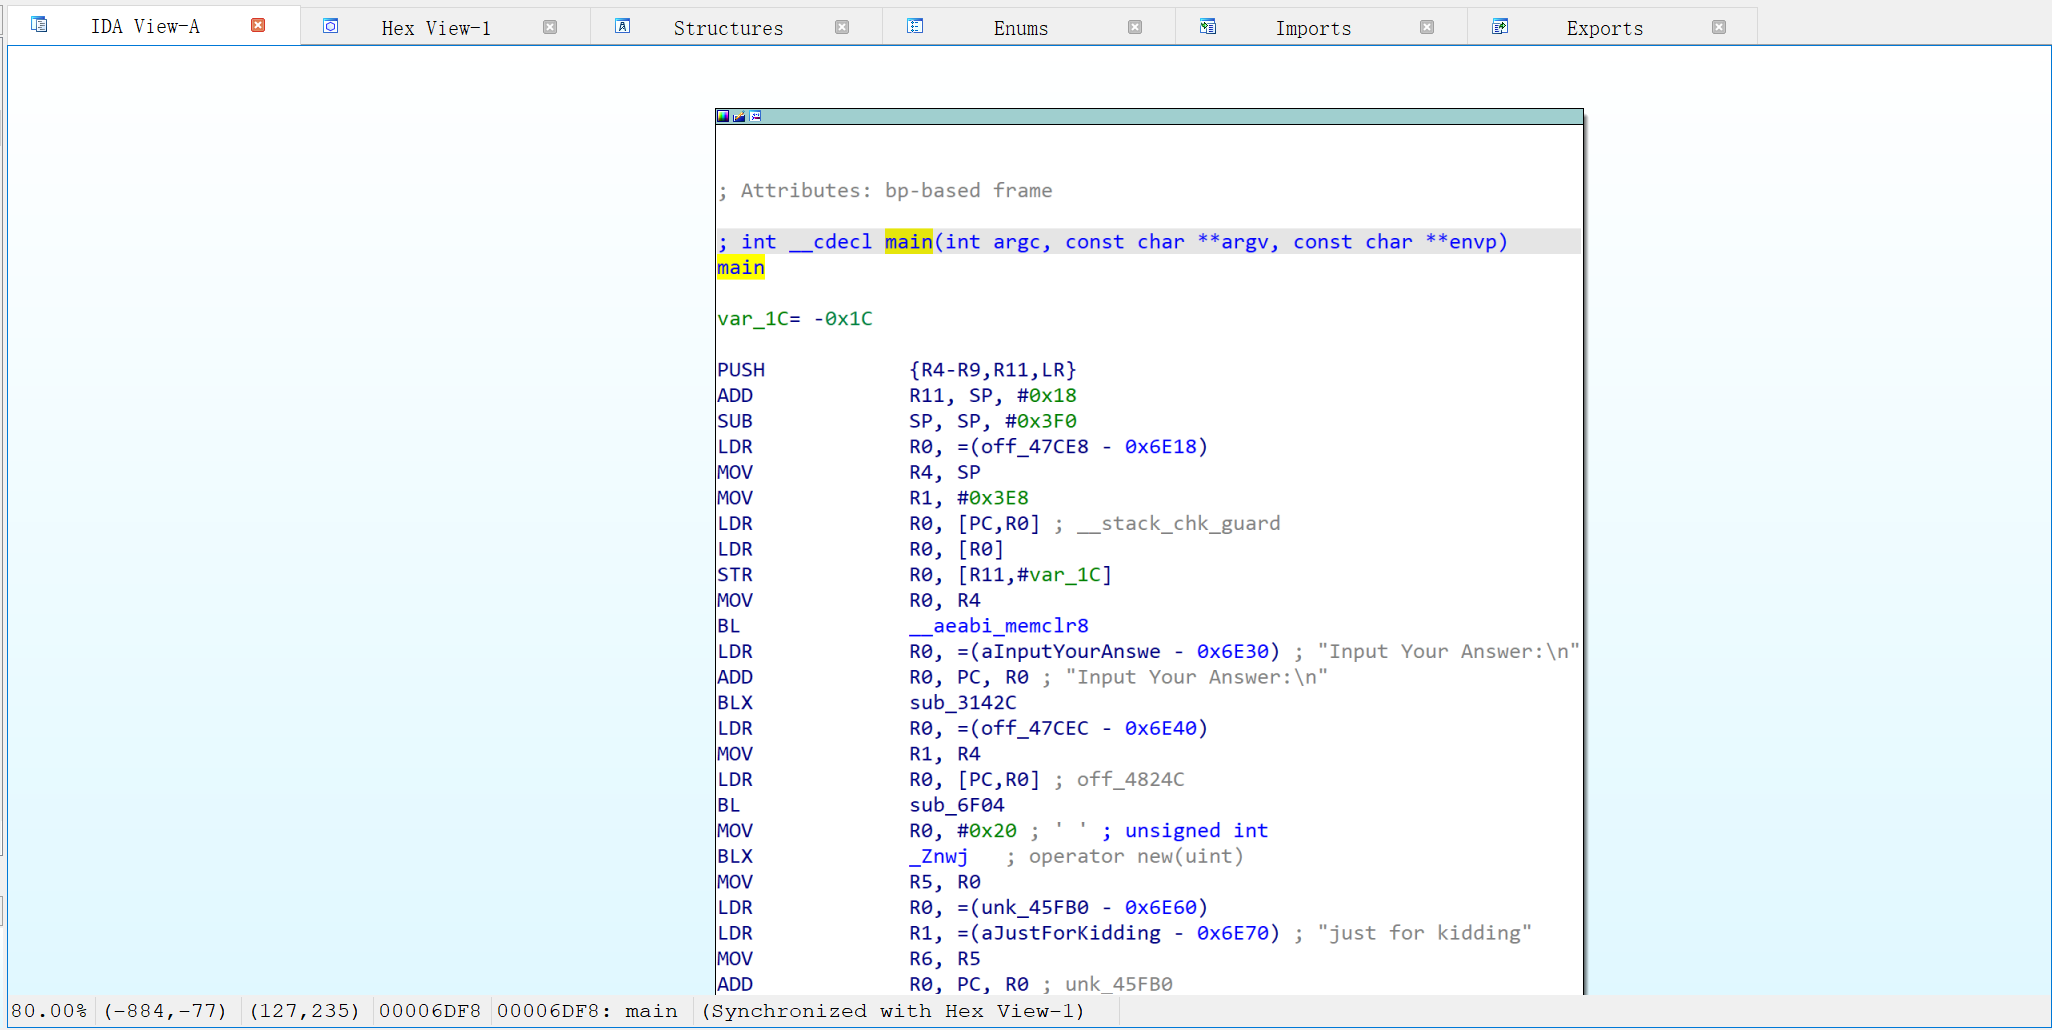 IDA View-A Hex View-1 Structures Enums Imports Exports
; Attributes: bp-based frame
; int __cdecl main(int argc, const char **argv, const char **envp)
main
var_1C= -0x1C
PUSH {R4-R9,R11,LR}
ADD R11, SP, #0x18
SUB SP, SP, #0x3F0
LDR R0, =(off_47CE8 - 0x6E18)
MOV R4, SP
MOV R1, #0x3E8
LDR R0, [PC,R0] ; __stack_chk_guard
LDR R0, [R0]
STR R0, [R11,#var_1C]
MOV R0, R4
BL __aeabi_memclr8
LDR R0, =(aInputYourAnswe - 0x6E30) ; "Input Your Answer:\n"
ADD R0, PC, R0 ; "Input Your Answer:\n"
BLX sub_3142C
LDR R0, =(off_47CEC - 0x6E40)
MOV R1, R4
LDR R0, [PC,R0] ; off_4824C
BL sub_6F04
MOV R0, #0x20 ; ' ' ; unsigned int
BLX _Znwj ; operator new(uint)
MOV R5, R0
LDR R0, =(unk_45FB0 - 0x6E60)
LDR R1, =(aJustForKidding - 0x6E70) ; "just for kidding"
MOV R6, R5
ADD R0, PC, R0 ; unk_45FB0
80.00% (-884,-77) (127,235) 00006DF8 00006DF8: main (Synchronized with Hex View-1)